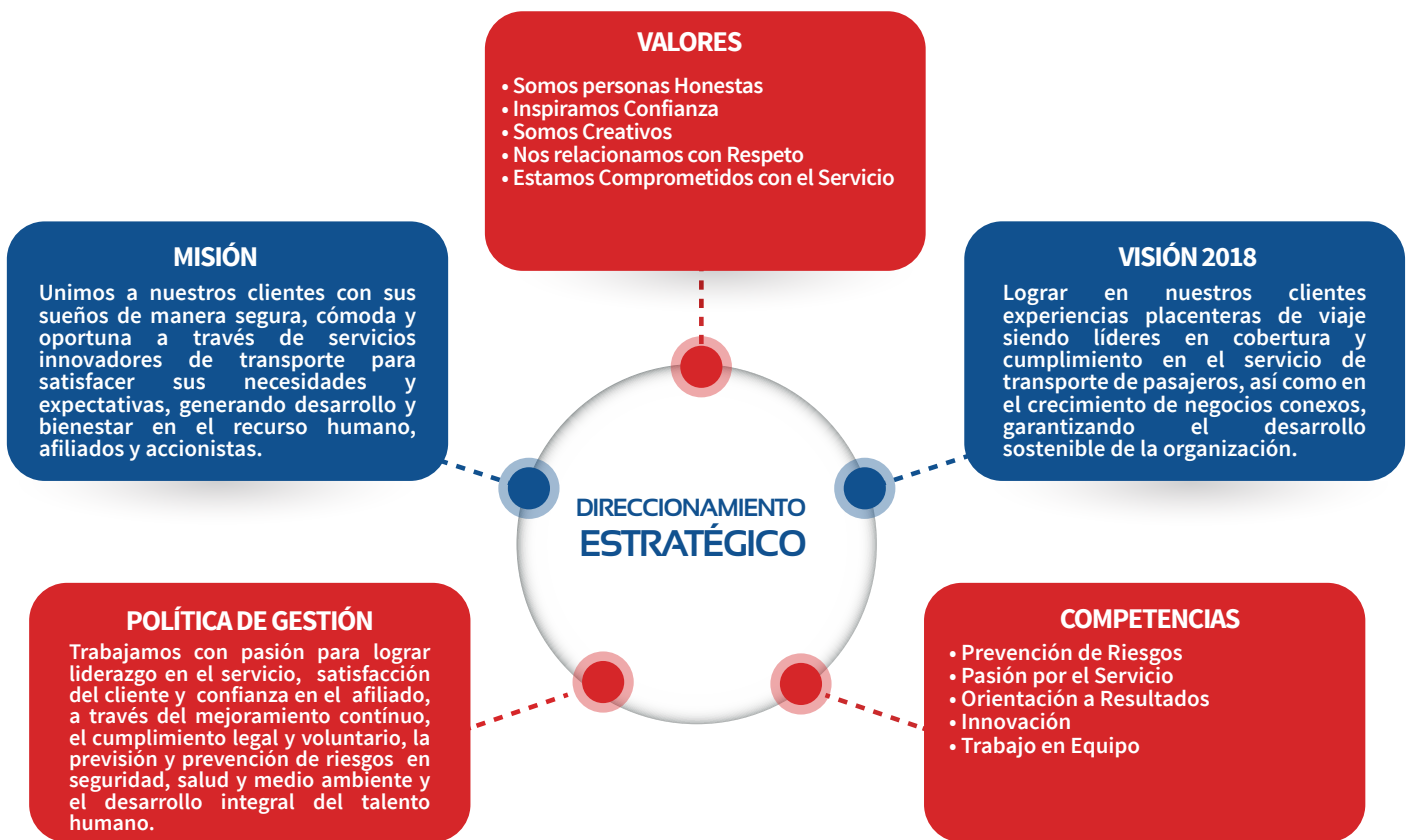 VALORES
• Somos personas Honestas
• Inspiramos Confianza
• Somos Creativos
• Nos relacionamos con Respeto
• Estamos Comprometidos con el Servicio
MISIÓN
Unimos a nuestros clientes con sus
sueños de manera segura, cómoda y
oportuna a través de servicios
innovadores de transporte para
satisfacer sus necesidades y
expectativas, generando desarrollo y
bienestar en el recurso humano,
afiliados y accionistas.
VISIÓN 2018
Lograr en nuestros clientes
experiencias placenteras de viaje
siendo líderes en cobertura y
cumplimiento en el servicio de
transporte de pasajeros, así como en
el crecimiento de negocios conexos,
garantizando el desarrollo
sostenible de la organización.
DIRECCIONAMIENTO
ESTRATÉGICO
POLÍTICA DE GESTIÓN
Trabajamos con pasión para lograr
liderazgo en el servicio, satisfacción
del cliente y confianza en el afiliado,
a través del mejoramiento contínuo,
el cumplimiento legal y voluntario, la
previsión y prevención de riesgos en
seguridad, salud y medio ambiente y
el desarrollo integral del talento
humano.
COMPETENCIAS
• Prevención de Riesgos
• Pasión por el Servicio
• Orientación a Resultados
• Innovación
• Trabajo en Equipo